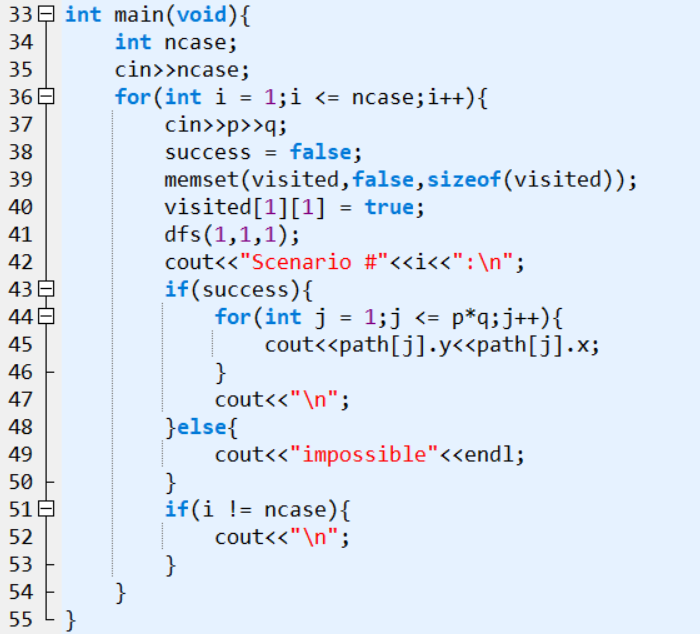 33 int main(void){
34 int ncase;
35 cin>>ncase;
36 for(int i = 1;i <= ncase;i++){
37 cin>>p>>q;
38 success = false;
39 memset(visited,false,sizeof(visited));
40 visited[1][1] = true;
41 dfs(1,1,1);
42 cout<<"Scenario #"<<i<<":\n";
43 if(success){
44 for(int j = 1;j <= p*q;j++){
45 cout<<path[j].y<<path[j].x;
46 }
47 cout<<"\n";
48 }else{
49 cout<<"impossible"<<endl;
50 }
51 if(i != ncase){
52 cout<<"\n";
53 }
54 }
55 }